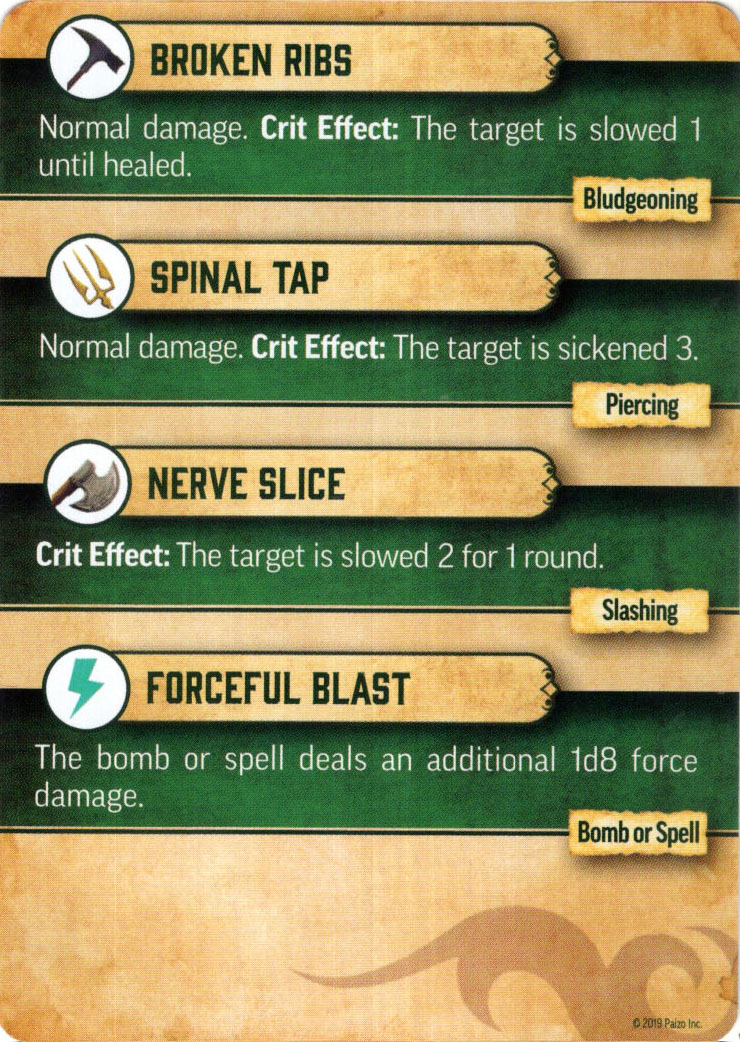 BROKEN RIBS
Normal damage. Crit Effect: The target is slowed 1
until healed.
Bludgeoning
SPINAL TAP
Normal damage. Crit Effect: The target is sickened 3.
Piercing
NERVE SLICE
Crit Effect: The target is slowed 2 for 1 round.
Slashing
FORCEFUL BLAST
The bomb or spell deals an additional 1d8 force
damage.
Bomb or Spell
© 2019 Paizo Inc.